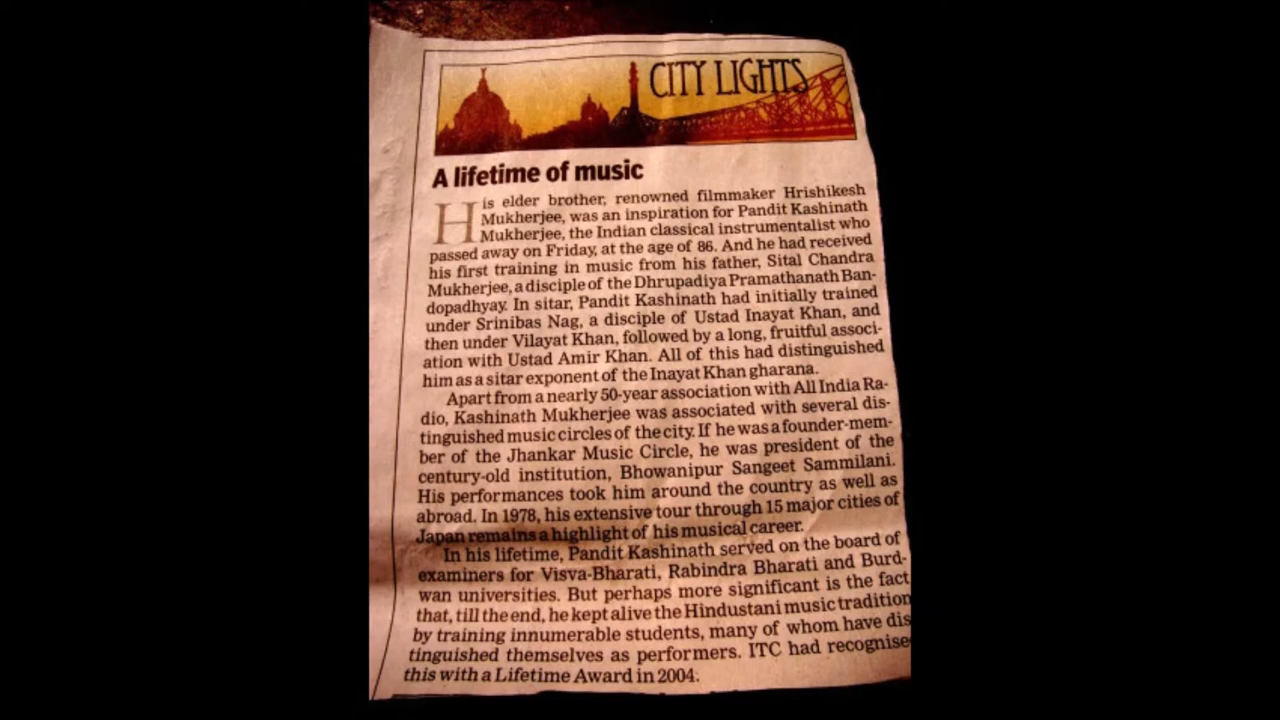 CITY LIGHTS
A lifetime of music
His elder brother, renowned filmmaker Hrishikesh
Mukherjee, was an inspiration for Pandit Kashinath
Mukherjee, the Indian classical instrumentalist who
passed away on Friday, at the age of 86. And he had received
his first training in music from his father, Sital Chandra
Mukherjee, a disciple of the Dhrupadiya Pramathanath Ban-
dopadhyay. In sitar, Pandit Kashinath had initially trained
under Srinibas Nag, a disciple of Ustad Inayat Khan, and
then under Vilayat Khan, followed by a long, fruitful associ-
ation with Ustad Amir Khan. All of this had distinguished
him as a sitar exponent of the Inayat Khan gharana.
Apart from a nearly 50-year association with All India Ra-
dio, Kashinath Mukherjee was associated with several dis-
tinguished music circles of the city. If he was a founder-mem-
ber of the Jhankar Music Circle, he was president of the
century-old institution, Bhowanipur Sangeet Sammilani.
His performances took him around the country as well as
abroad. In 1978, his extensive tour through 15 major cities of
Japan remains a highlight of his musical career.
In his lifetime, Pandit Kashinath served on the board of
examiners for Visva-Bharati, Rabindra Bharati and Burd-
wan universities. But perhaps more significant is the fact
that, till the end, he kept alive the Hindustani music tradition
by training innumerable students, many of whom have dis
tinguished themselves as performers. ITC had recognise
this with a Lifetime Award in 2004.